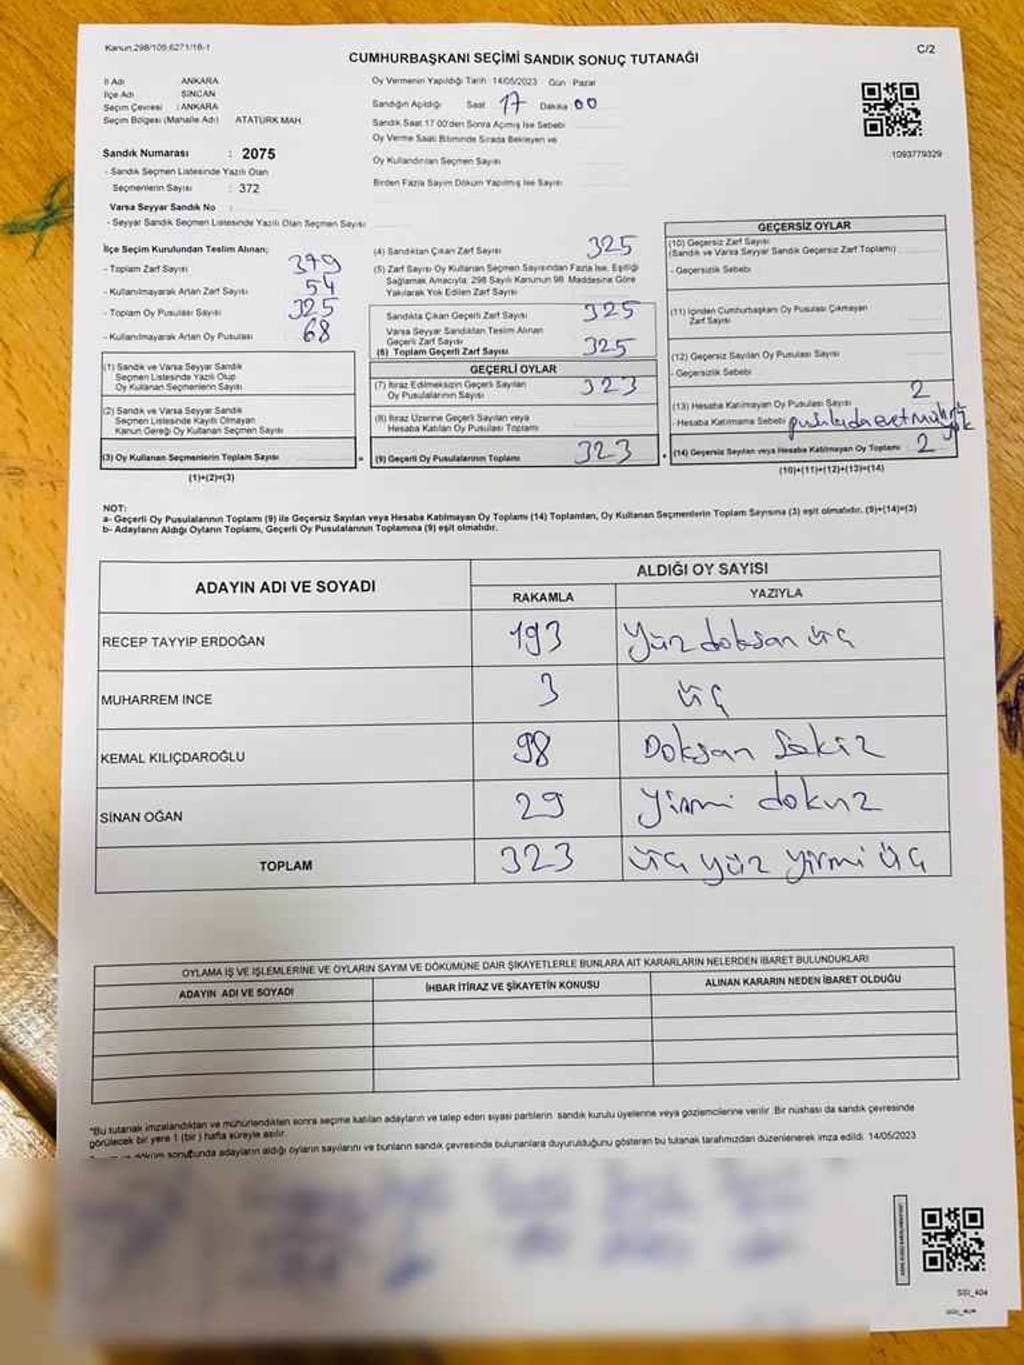 Kanun,298/105,6271/16-1
C/2
CUMHURBAŞKANI SEÇİMİ SANDIK SONUÇ TUTANAĞI
İl Adı ANKARA
İlçe Adı SİNCAN
Seçim Çevresi : ANKARA
Seçim Bölgesi (Mahalle Adı) ATATÜRK MAH.
Sandık Numarası : 2075
- Sandık Seçmen Listesinde Yazılı Olan
Seçmenlerin Sayısı : 372
Varsa Seyyar Sandık No :
- Seyyar Sandık Seçmen Listesinde Yazılı Olan Seçmen Sayısı
Oy Vermenin Yapıldığı Tarih : 14/05/2023 Gün : Pazar
Sandığın Açıldığı Saat 17 Dakika 00
Sandık Saat 17.00'den Sonra Açılmış İse Sebebi
Oy Verme Saati Bitiminde Sırada Bekleyen ve
Oy Kullandırılan Seçmen Sayısı
Birden Fazla Sayım Döküm Yapılmış İse Sayısı
1093779329
İlçe Seçim Kurulundan Teslim Alınan;
- Toplam Zarf Sayısı 379
- Kullanılmayarak Artan Zarf Sayısı 54
- Toplam Oy Pusulası Sayısı 325
- Kullanılmayarak Artan Oy Pusulası 68
(1) Sandık ve Varsa Seyyar Sandık
Seçmen Listesinde Yazılı Olup
Oy Kullanan Seçmenlerin Sayısı
(2) Sandık ve Varsa Seyyar Sandık
Seçmen Listesinde Kayıtlı Olmayan
Kanun Gereği Oy Kullanan Seçmen Sayısı
(3) Oy Kullanan Seçmenlerin Toplam Sayısı
(1)+(2)=(3)
(4) Sandıktan Çıkan Zarf Sayısı 325
(5) Zarf Sayısı Oy Kullanan Seçmen Sayısından Fazla İse, Eşitliği
Sağlamak Amacıyla; 298 Sayılı Kanunun 98. Maddesine Göre
Yakılarak Yok Edilen Zarf Sayısı
Sandıkta Çıkan Geçerli Zarf Sayısı 325
Varsa Seyyar Sandıktan Teslim Alınan
Geçerli Zarf Sayısı
(6) Toplam Geçerli Zarf Sayısı 325
GEÇERLİ OYLAR
(7) İtiraz Edilmeksizin Geçerli Sayılan
Oy Pusulalarının Sayısı 323
(8) İtiraz Üzerine Geçerli Sayılan veya
Hesaba Katılan Oy Pusulası Toplamı
(9) Geçerli Oy Pusulalarının Toplamı 323
GEÇERSİZ OYLAR
(10) Geçersiz Zarf Sayısı
(Sandık ve Varsa Seyyar Sandık Geçersiz Zarf Toplamı)
- Geçersizlik Sebebi
(11) İçinden Cumhurbaşkanı Oy Pusulası Çıkmayan
Zarf Sayısı
(12) Geçersiz Sayılan Oy Pusulası Sayısı
- Geçersizlik Sebebi
(13) Hesaba Katılmayan Oy Pusulası Sayısı 2
- Hesaba Katılmama Sebebi pusulada evet mührü yok
(14) Geçersiz Sayılan veya Hesaba Katılmayan Oy Toplamı 2
(10)+(11)+(12)+(13)=(14)
NOT:
a- Geçerli Oy Pusulalarının Toplamı (9) ile Geçersiz Sayılan veya Hesaba Katılmayan Oy Toplamı (14) Toplamları, Oy Kullanan Seçmenlerin Toplam Sayısına (3) eşit olmalıdır. (9)+(14)=(3)
b- Adayların Aldığı Oyların Toplamı, Geçerli Oy Pusulalarının Toplamına (9) eşit olmalıdır.
ADAYIN ADI VE SOYADI
ALDIĞI OY SAYISI
RAKAMLA YAZIYLA
RECEP TAYYİP ERDOĞAN 193 Yüz doksan üç
MUHARREM İNCE 3 üç
KEMAL KILIÇDAROĞLU 98 Doksan Sekiz
SİNAN OĞAN 29 Yirmi dokuz
TOPLAM 323 üç yüz yirmi üç
OYLAMA İŞ VE İŞLEMLERİNE VE OYLARIN SAYIM VE DÖKÜMÜNE DAİR ŞİKAYETLERLE BUNLARA AİT KARARLARIN NELERDEN İBARET BULUNDUKLARI
ADAYIN ADI VE SOYADI İHBAR İTİRAZ VE ŞİKAYETİN KONUSU ALINAN KARARIN NEDEN İBARET OLDUĞU
*Bu tutanak imzalandıktan ve mühürlendikten sonra seçime katılan adayların ve talep eden siyasi partilerin sandık kurulu üyelerine veya gözlemcilerine verilir. Bir nüshası da sandık çevresinde
görülecek bir yere 1 (bir) hafta süreyle asılır.
döküm sonucunda adayların aldığı oyların sayılarını ve bunların sandık çevresinde bulunanlara duyurulduğunu gösteren bu tutanak tarafımızdan düzenlenerek imza edildi. 14/05/2023
SSI_404
SSI_404